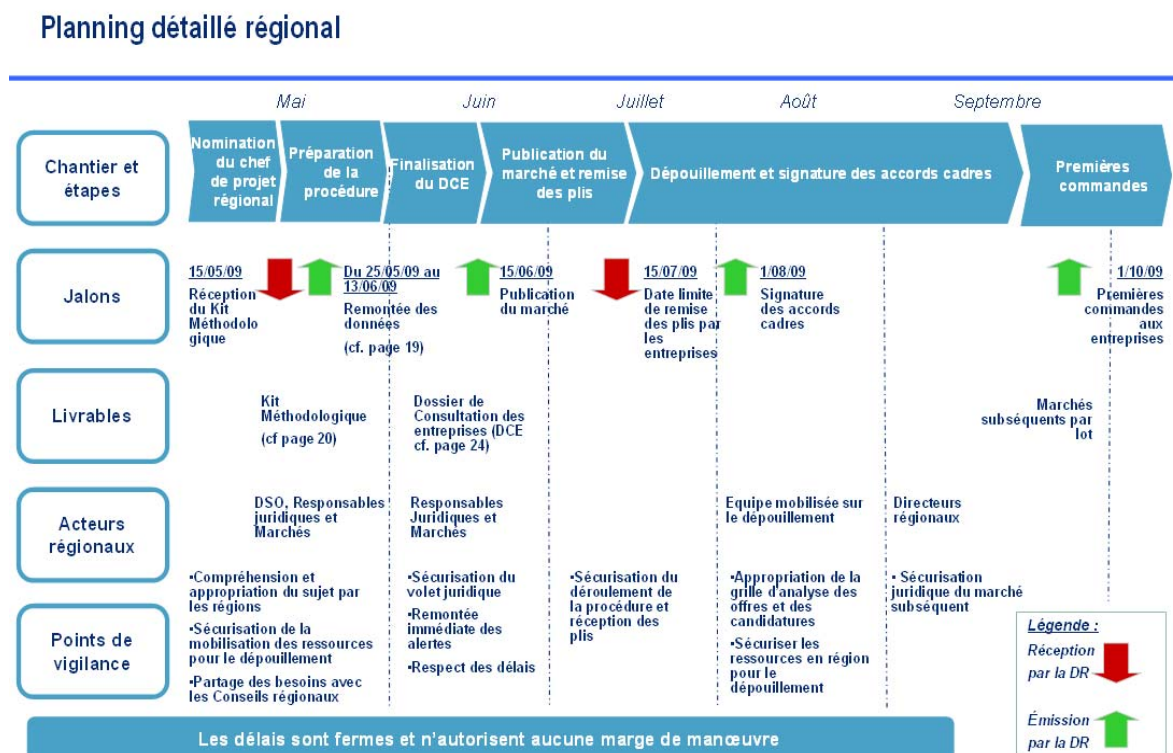 Planning détaillé régional
Mai
Juin
Juillet
Août
Septembre
Chantier et
étapes
Nomination
du chef
de projet
régional
Préparation
de la
procédure
Finalisation
du DCE
Publication du
marché et remise
des plis
Dépouillement et signature des accords cadres
Premières
commandes
Jalons
15/05/09
Réception
du Kit
Méthodolo
gique
Du 25/05/09 au
13/06/09
Remontée des
données
(cf. page 19)
15/06/09
Publication
du marché
15/07/09
Date limite
de remise
des plis par
les
entreprises
1/08/09
Signature
des accords
cadres
1/10/09
Premières
commandes
aux
entreprises
Livrables
Kit
Méthodologique
(cf page 20)
Dossier de
Consultation des
entreprises (DCE
cf. page 24)
Marchés
subséquents par
lot
Acteurs
régionaux
DSO, Responsables
juridiques et
Marchés
Responsables
Juridiques et
Marchés
Equipe mobilisée sur
le dépouillement
Directeurs
régionaux
Points de
vigilance
▪Compréhension et
appropriation du sujet par
les régions
▪Sécurisation de la
mobilisation des ressources
pour le dépouillement
▪Partage des besoins avec
les Conseils régionaux
▪Sécurisation du
volet juridique
▪Remontée
immédiate des
alertes
▪Respect des délais
▪Sécurisation du
déroulement de
la procédure et
réception des
plis
▪Appropriation de la
grille d'analyse des
offres et des
candidatures
▪Sécuriser les
ressources en région
pour le
dépouillement
▪ Sécurisation
juridique du marché
subséquent
Légende :
Réception
par la DR
Émission
par la DR
Les délais sont fermes et n'autorisent aucune marge de manœuvre